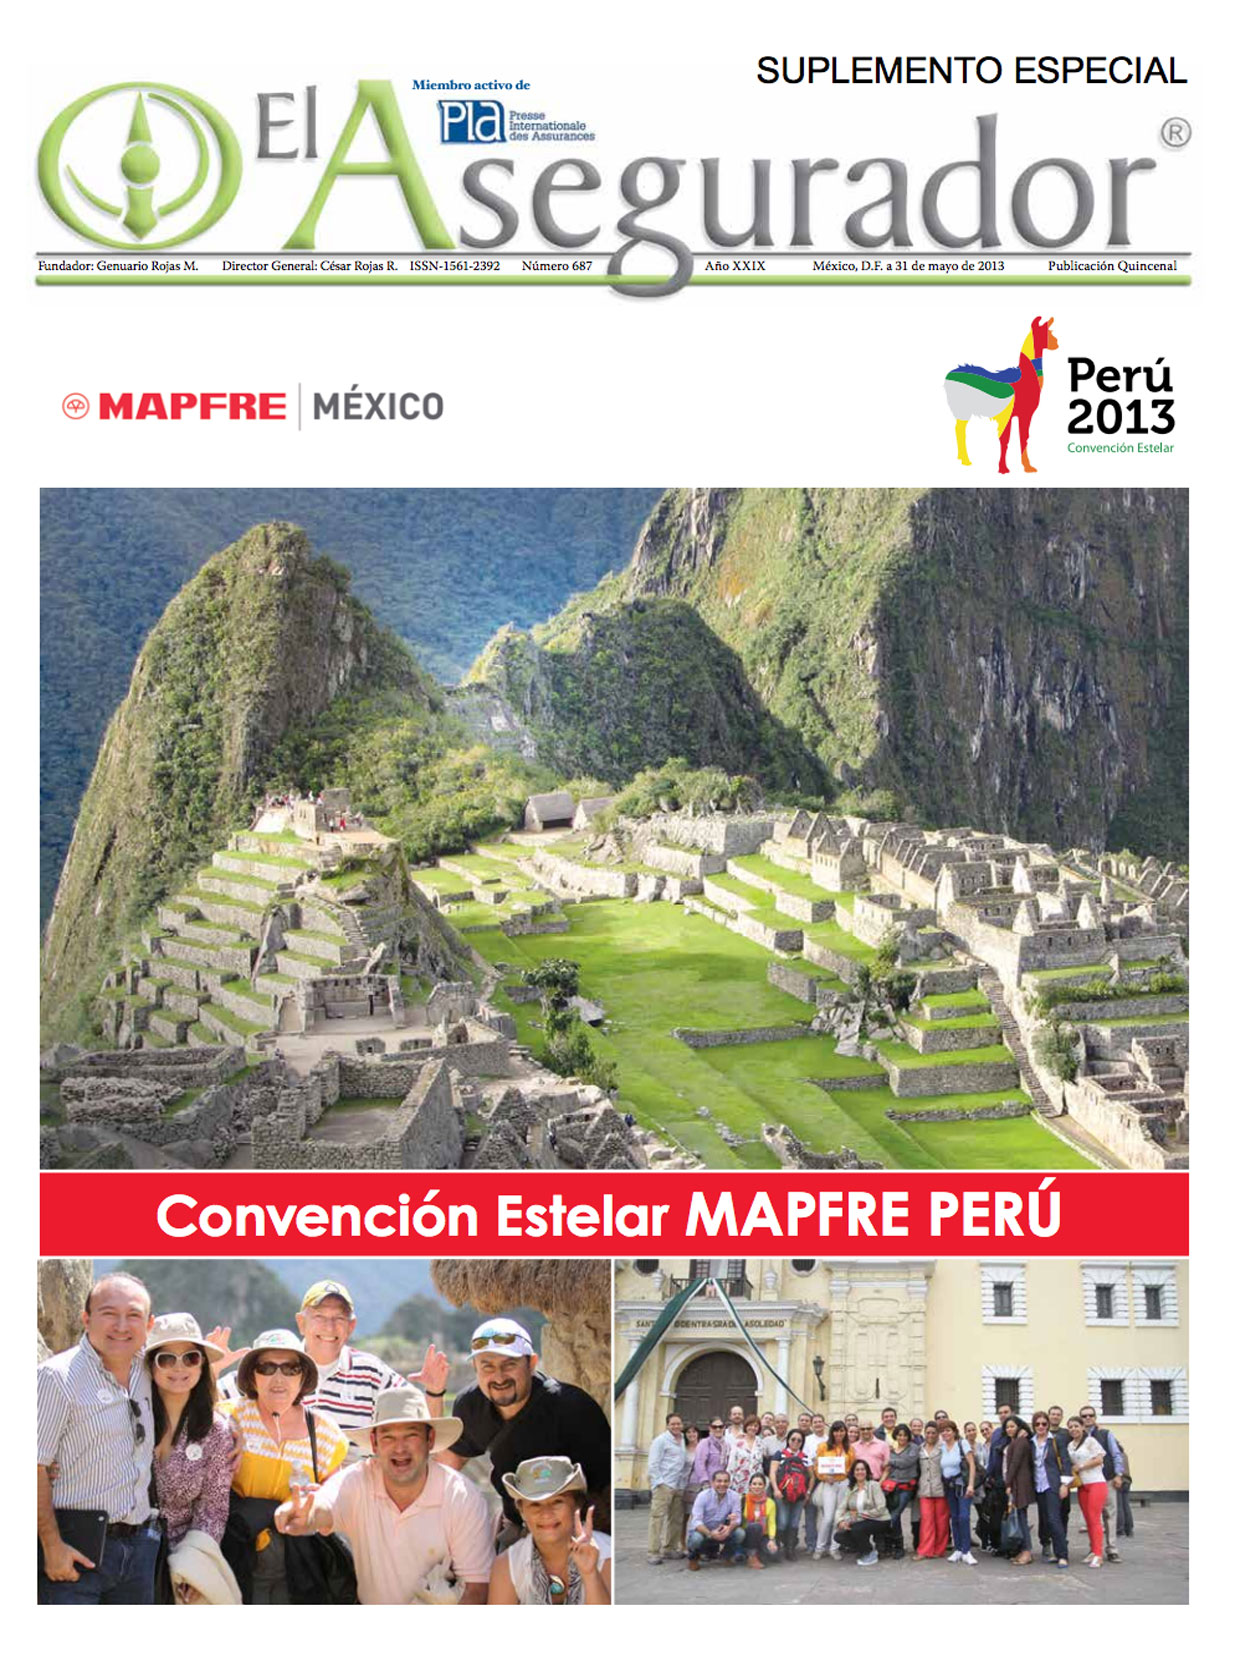 SUPLEMENTO ESPECIAL
Miembro activo de
Pia Presse
Internationale
des Assurances
El Asegurador®
Fundador: Genuario Rojas M. Director General: César Rojas R. ISSN-1561-2392 Número 687 Año XXIX México, D.F. a 31 de mayo de 2013 Publicación Quincenal
MAPFRE | MÉXICO
Perú
2013
Convención Estelar
Convención Estelar MAPFRE PERÚ